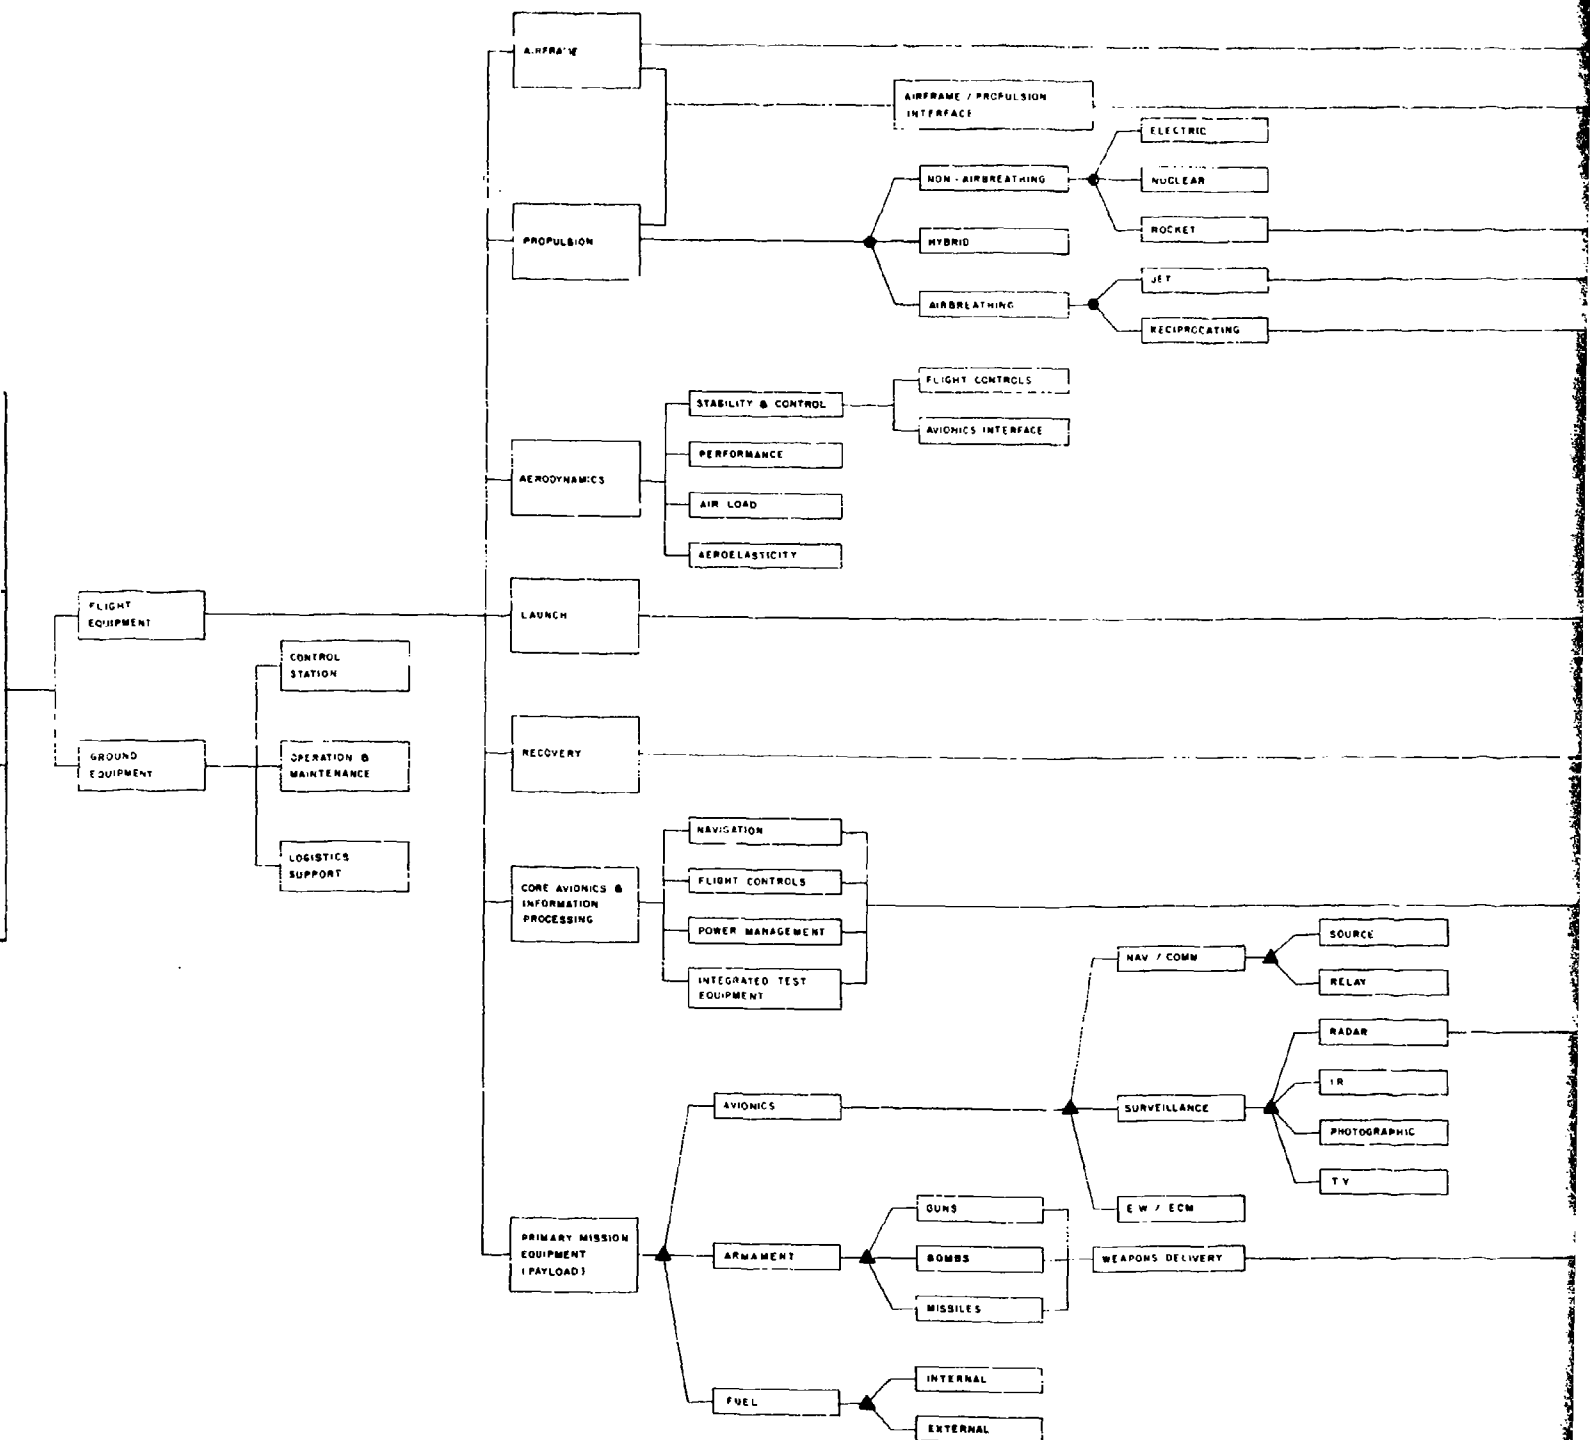 AIRFRAME
AIRFRAME / PROPULSION
INTERFACE
ELECTRIC
NON - AIRBREATHING
NUCLEAR
ROCKET
PROPULSION
HYBRID
JET
AIRBREATHING
RECIPROCATING
FLIGHT CONTROLS
STABILITY & CONTROL
AVIONICS INTERFACE
PERFORMANCE
AERODYNAMICS
AIR LOAD
AEROELASTICITY
FLIGHT
EQUIPMENT
LAUNCH
CONTROL
STATION
GROUND
EQUIPMENT
OPERATION &
MAINTENANCE
RECOVERY
LOGISTICS
SUPPORT
NAVIGATION
CORE AVIONICS &
INFORMATION
PROCESSING
FLIGHT CONTROLS
POWER MANAGEMENT
INTEGRATED TEST
EQUIPMENT
NAV / COMM
SOURCE
RELAY
RADAR
IR
AVIONICS
SURVEILLANCE
PHOTOGRAPHIC
TV
EW / ECM
GUNS
PRIMARY MISSION
EQUIPMENT
(PAYLOAD)
ARMAMENT
BOMBS
WEAPONS DELIVERY
MISSILES
INTERNAL
FUEL
EXTERNAL